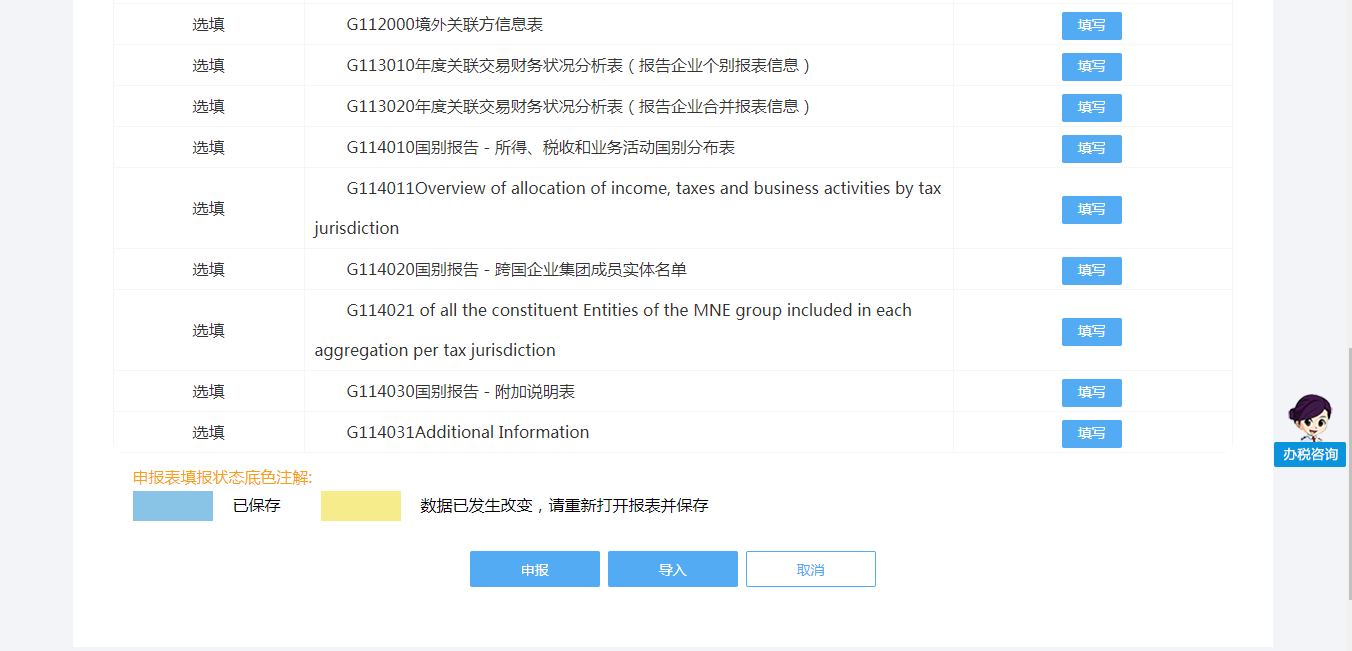 选填 G112000境外关联方信息表 填写
选填 G113010年度关联交易财务状况分析表（报告企业个别报表信息） 填写
选填 G113020年度关联交易财务状况分析表（报告企业合并报表信息） 填写
选填 G114010国别报告－所得、税收和业务活动国别分布表 填写
G114011Overview of allocation of income, taxes and business activities by tax
选填 填写
jurisdiction
选填 G114020国别报告－跨国企业集团成员实体名单 填写
G114021 of all the constituent Entities of the MNE group included in each
选填 填写
aggregation per tax jurisdiction
选填 G114030国别报告－附加说明表 填写
选填 G114031Additional Information 填写
办税咨询
申报表填报状态底色注解:
已保存 数据已发生改变，请重新打开报表并保存
申报 导入 取消